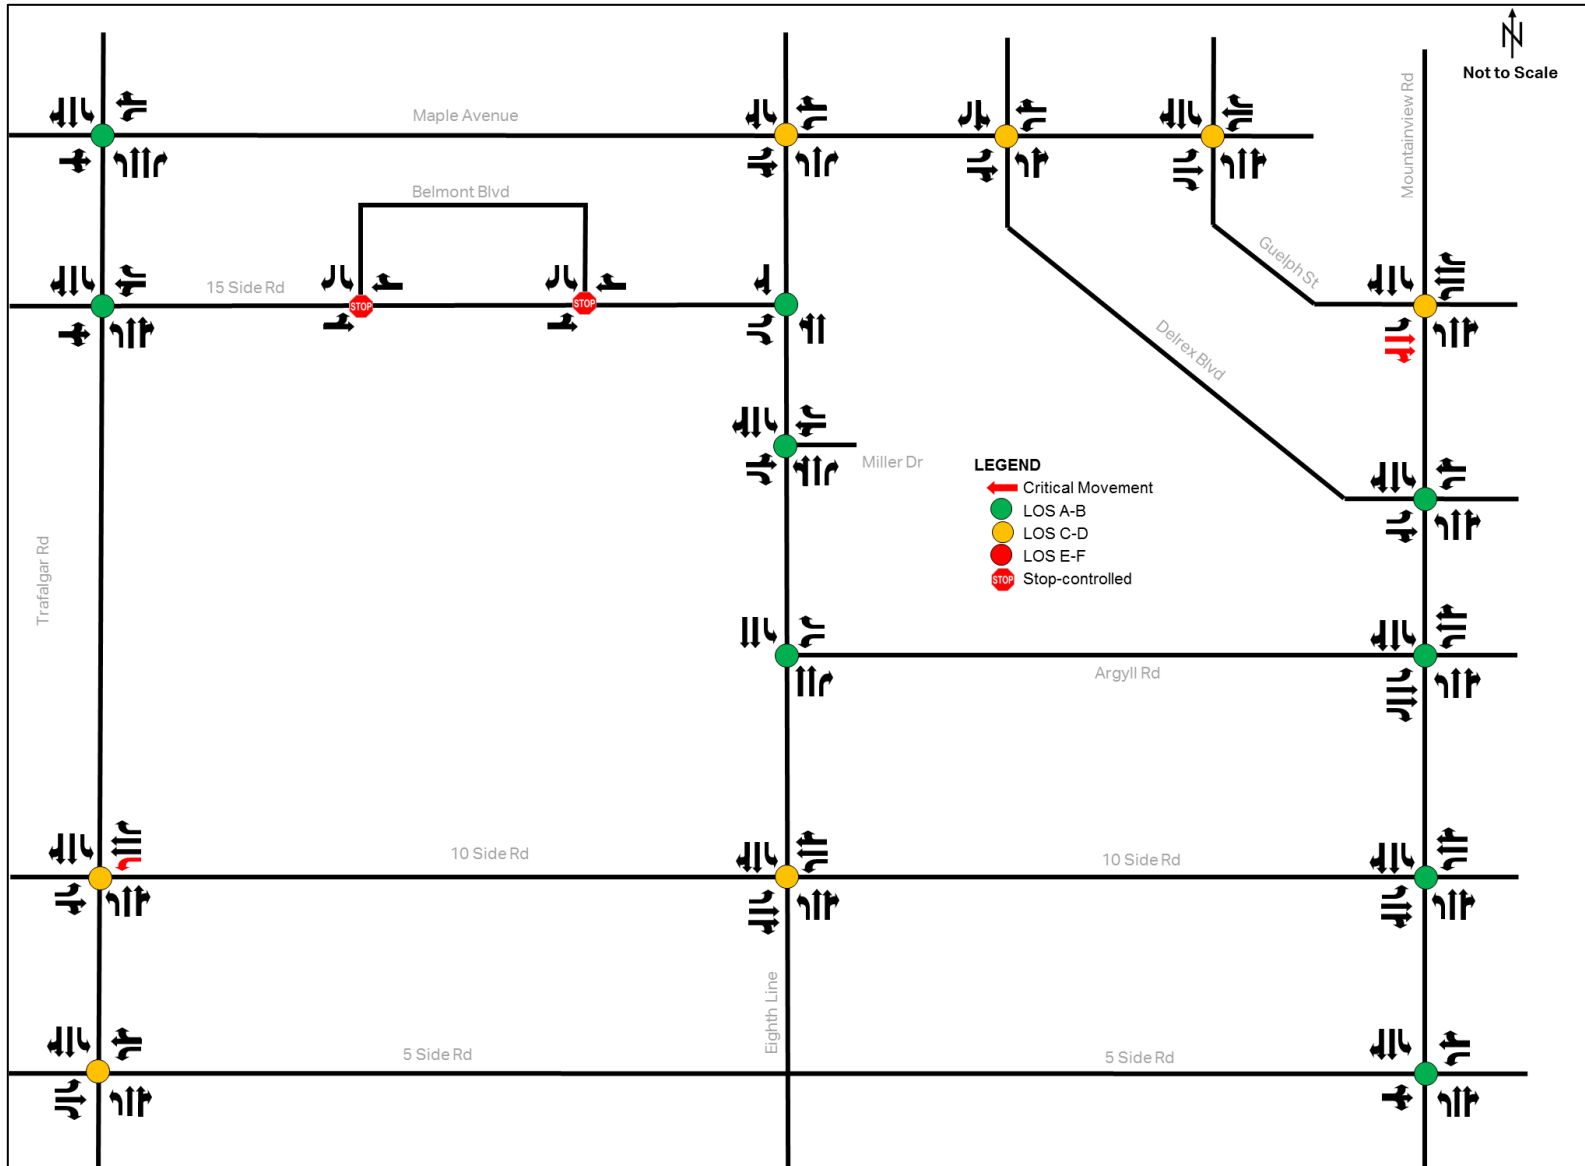 N
Not to Scale
Maple Avenue
Mountainview Rd
Belmont Blvd
Guelph St
15 Side Rd
STOP
STOP
Delrex Blvd
Miller Dr
LEGEND
Critical Movement
LOS A-B
LOS C-D
LOS E-F
STOP Stop-controlled
Trafalgar Rd
Argyll Rd
10 Side Rd
10 Side Rd
Eighth Line
5 Side Rd
5 Side Rd